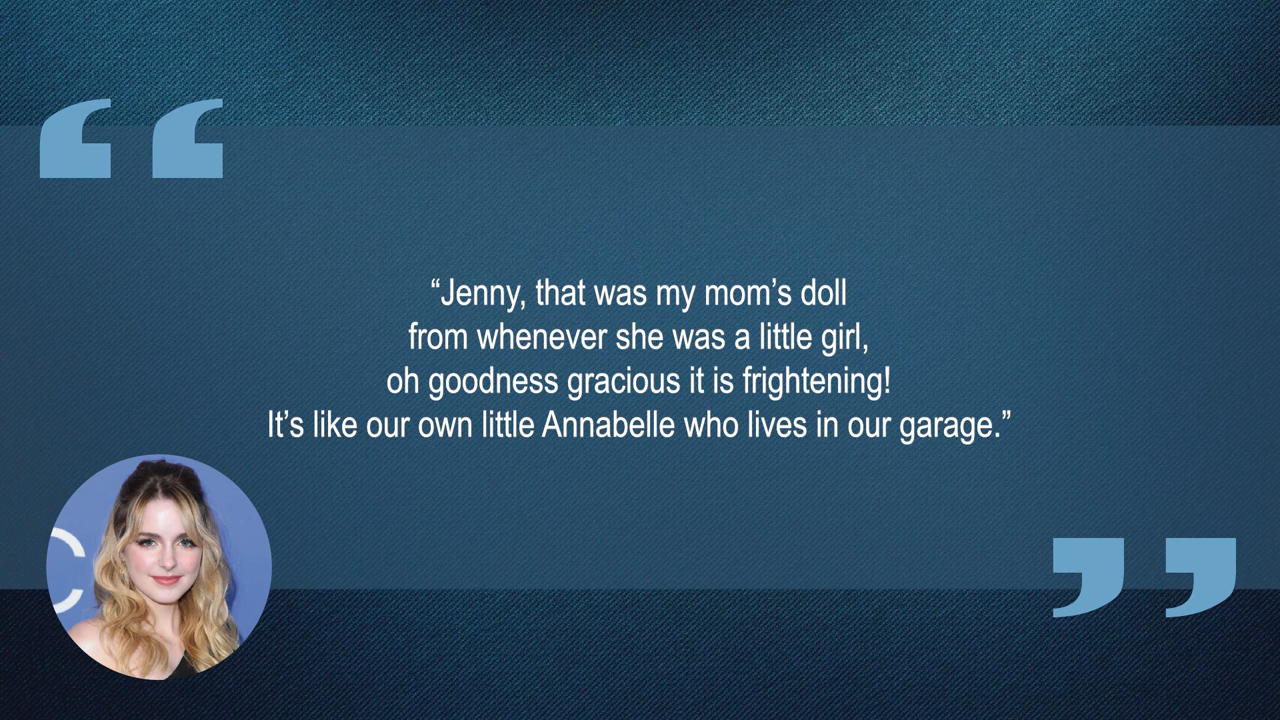 “Jenny, that was my mom’s doll
from whenever she was a little girl,
oh goodness gracious it is frightening!
It’s like our own little Annabelle who lives in our garage.”
C